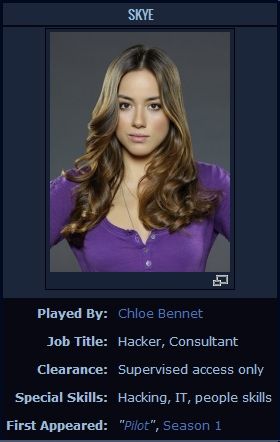 SKYE
Played By: Chloe Bennet
Job Title: Hacker, Consultant
Clearance: Supervised access only
Special Skills: Hacking, IT, people skills
First Appeared: "Pilot", Season 1